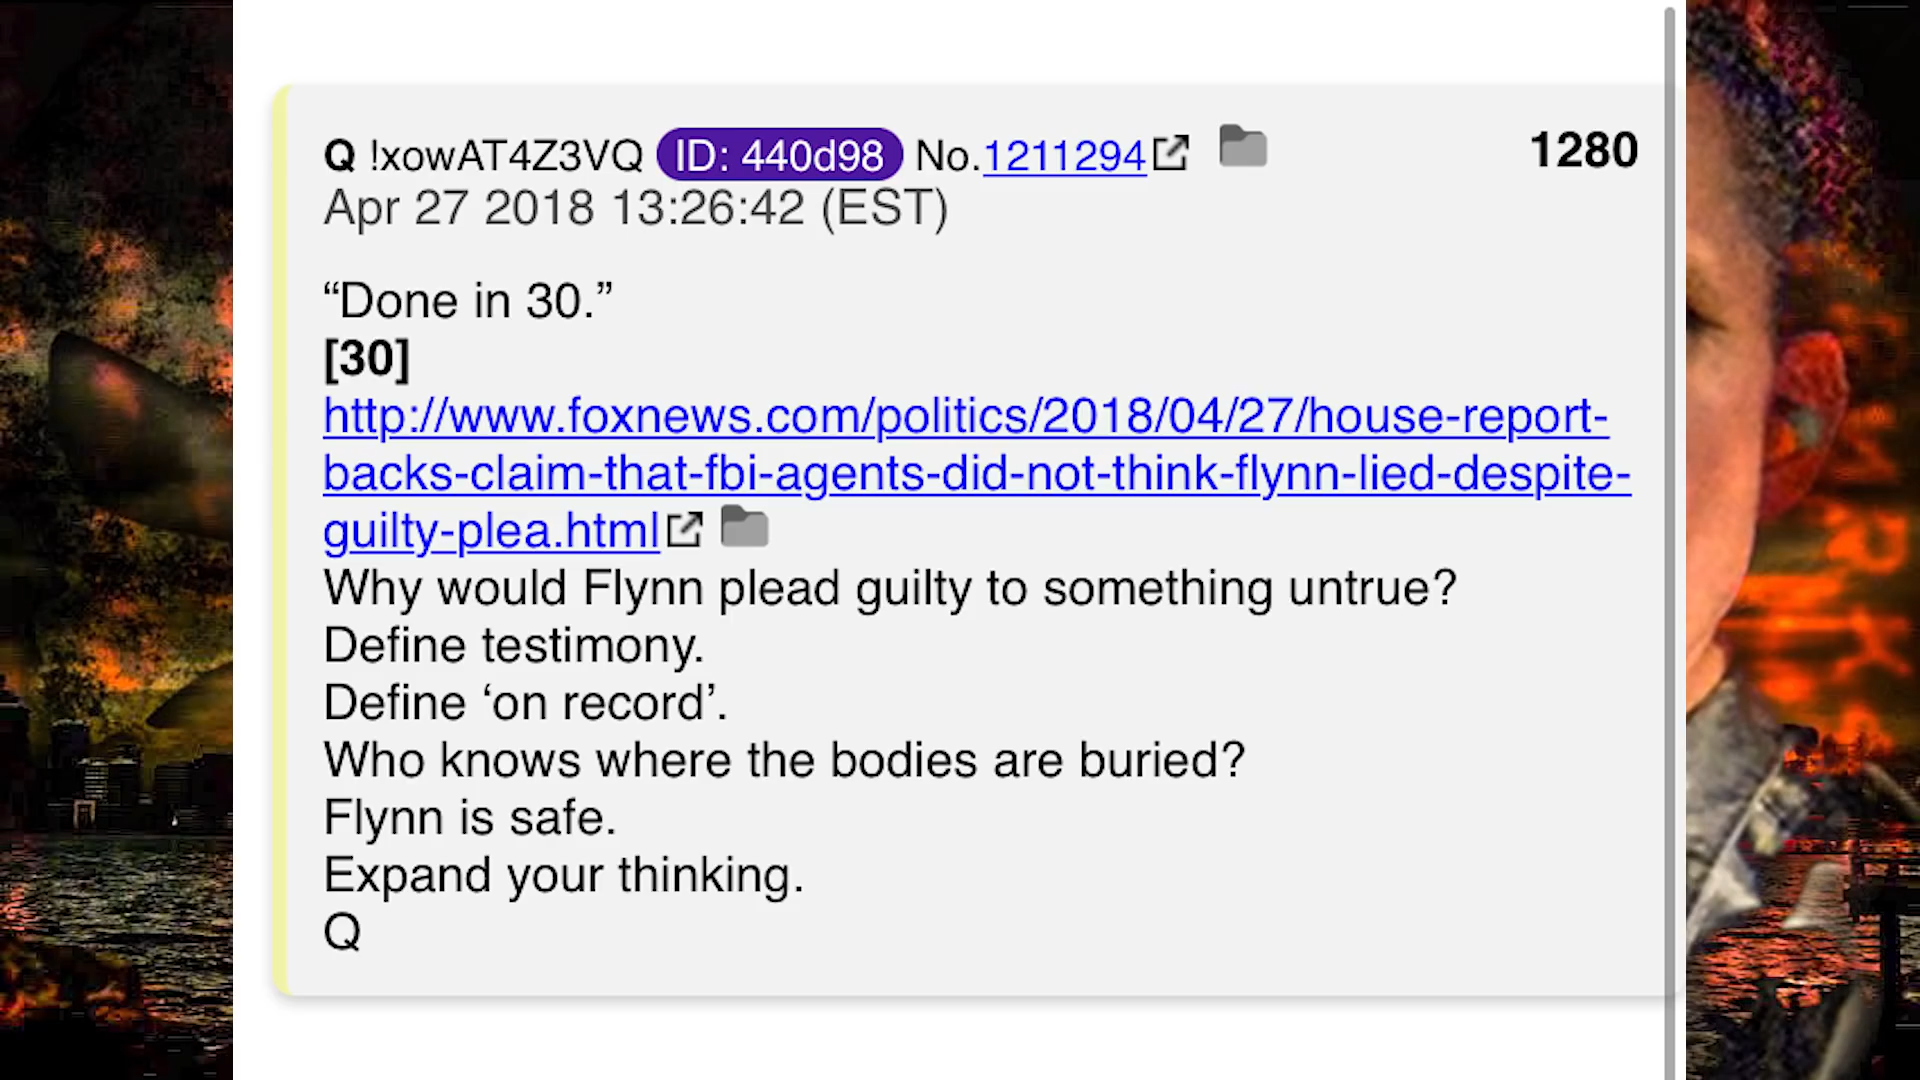 Q !xowAT4Z3VQ ID: 440d98 No.1211294 1280
Apr 27 2018 13:26:42 (EST)
“Done in 30.”
[30]
http://www.foxnews.com/politics/2018/04/27/house-report-
backs-claim-that-fbi-agents-did-not-think-flynn-lied-despite-
guilty-plea.html
Why would Flynn plead guilty to something untrue?
Define testimony.
Define ‘on record’.
Who knows where the bodies are buried?
Flynn is safe.
Expand your thinking.
Q